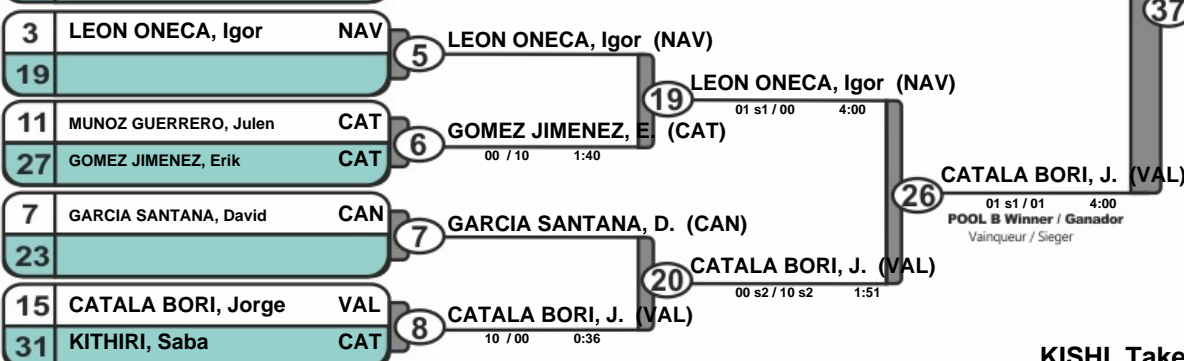 37
3 LEON ONECA, Igor NAV
19
5 LEON ONECA, Igor (NAV)
11 MUNOZ GUERRERO, Julen CAT
27 GOMEZ JIMENEZ, Erik CAT
6 GOMEZ JIMENEZ, E. (CAT)
00 / 10 1:40
19 LEON ONECA, Igor (NAV)
01 s1 / 00 4:00
7 GARCIA SANTANA, David CAN
23
7 GARCIA SANTANA, D. (CAN)
15 CATALA BORI, Jorge VAL
31 KITHIRI, Saba CAT
8 CATALA BORI, J. (VAL)
10 / 00 0:36
20 CATALA BORI, J. (VAL)
00 s2 / 10 s2 1:51
26 CATALA BORI, J. (VAL)
01 s1 / 01 4:00
POOL B Winner / Ganador
Vainqueur / Sieger
KISHI, Take